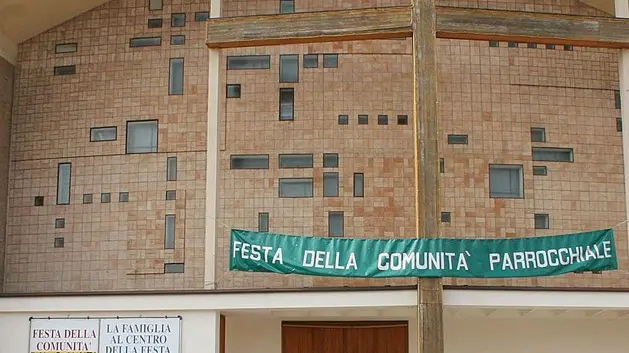 FESTA DELLA COMUNITA' PARROCCHIALE
FESTA DELLA
COMUNITA'
LA FAMIGLIA
AL CENTRO
DELLA FESTA